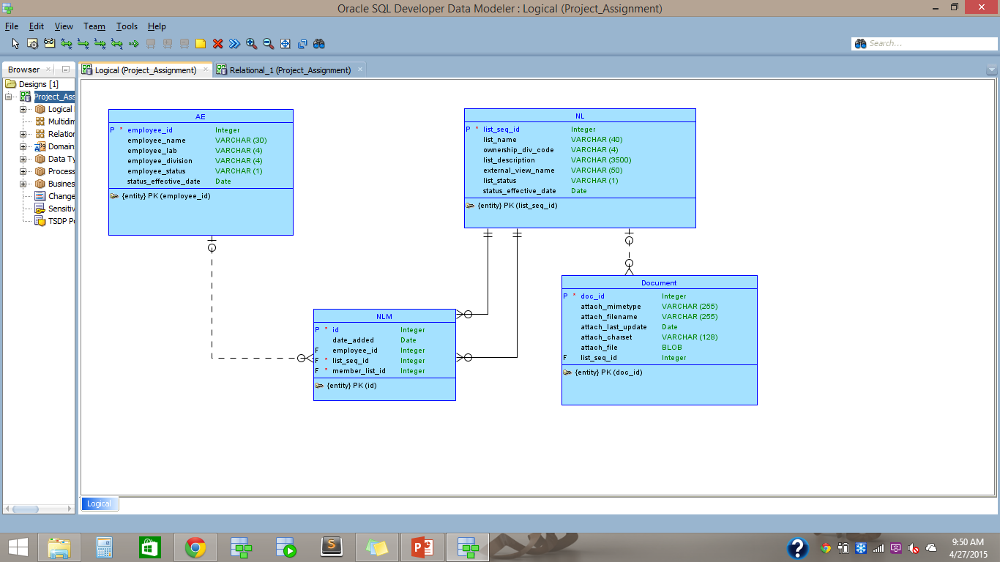 Oracle SQL Developer Data Modeler : Logical (Project_Assignment)
File Edit View Team Tools Help
Search...
Browser
Logical (Project_Assignment)
Relational_1 (Project_Assignment)
Designs [1]
Project_Ass
Logical
Multidim
Relation
Domain
Data Ty
Process
Busines
Change
Sensitiv
TSDP Po
AE
P * employee_id Integer
employee_name VARCHAR (30)
employee_lab VARCHAR (4)
employee_division VARCHAR (4)
employee_status VARCHAR (1)
status_effective_date Date
{entity} PK (employee_id)
NL
P * list_seq_id Integer
list_name VARCHAR (40)
ownership_div_code VARCHAR (4)
list_description VARCHAR (3500)
external_view_name VARCHAR (50)
list_status VARCHAR (1)
status_effective_date Date
{entity} PK (list_seq_id)
NLM
P * id Integer
date_added Date
F employee_id Integer
F * list_seq_id Integer
F * member_list_id Integer
{entity} PK (id)
Document
P * doc_id Integer
attach_mimetype VARCHAR (255)
attach_filename VARCHAR (255)
attach_last_update Date
attach_charset VARCHAR (128)
attach_file BLOB
F list_seq_id Integer
{entity} PK (doc_id)
Logical
9:50 AM
4/27/2015